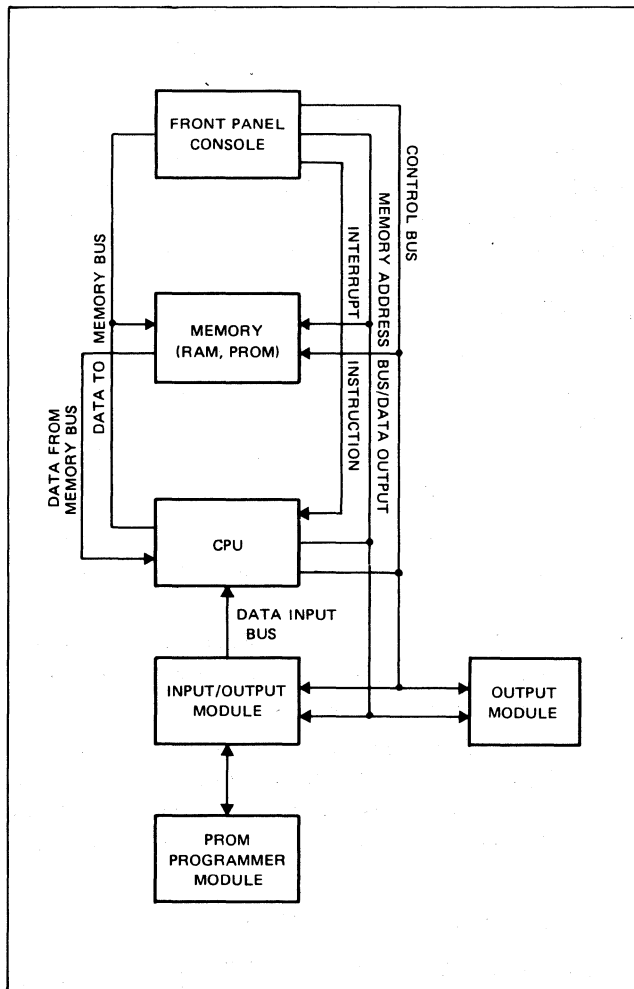 FRONT PANEL
CONSOLE
CONTROL BUS
MEMORY ADDRESS BUS/DATA OUTPUT
INTERRUPT INSTRUCTION
DATA TO MEMORY BUS
MEMORY
(RAM, PROM)
DATA FROM
MEMORY BUS
CPU
DATA INPUT
BUS
INPUT/OUTPUT
MODULE
OUTPUT
MODULE
PROM
PROGRAMMER
MODULE